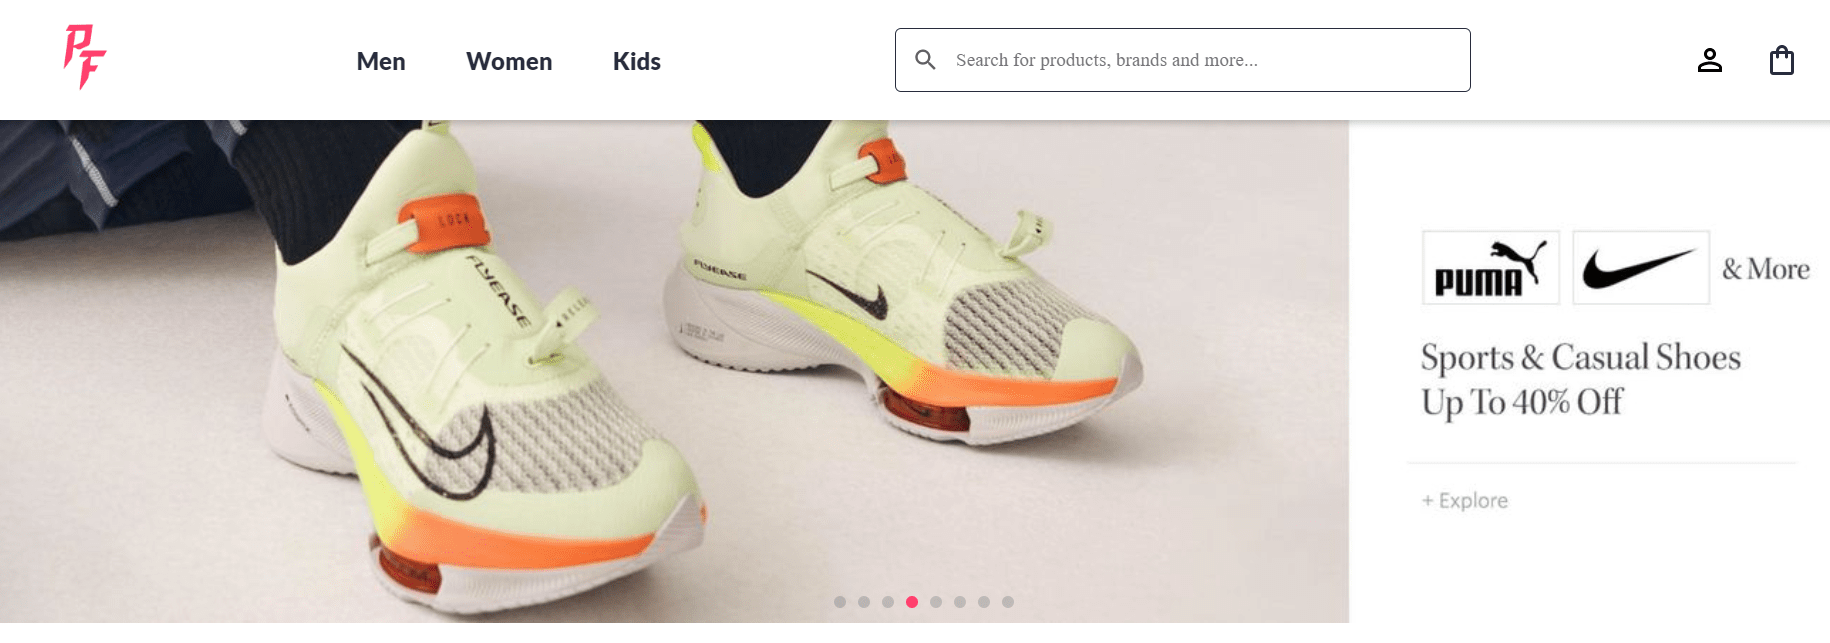 PF
Men Women Kids
Search for products, brands and more...
LOCK
FLYEASE
FLYEASE
PUMA
& More
Sports & Casual Shoes
Up To 40% Off
+ Explore